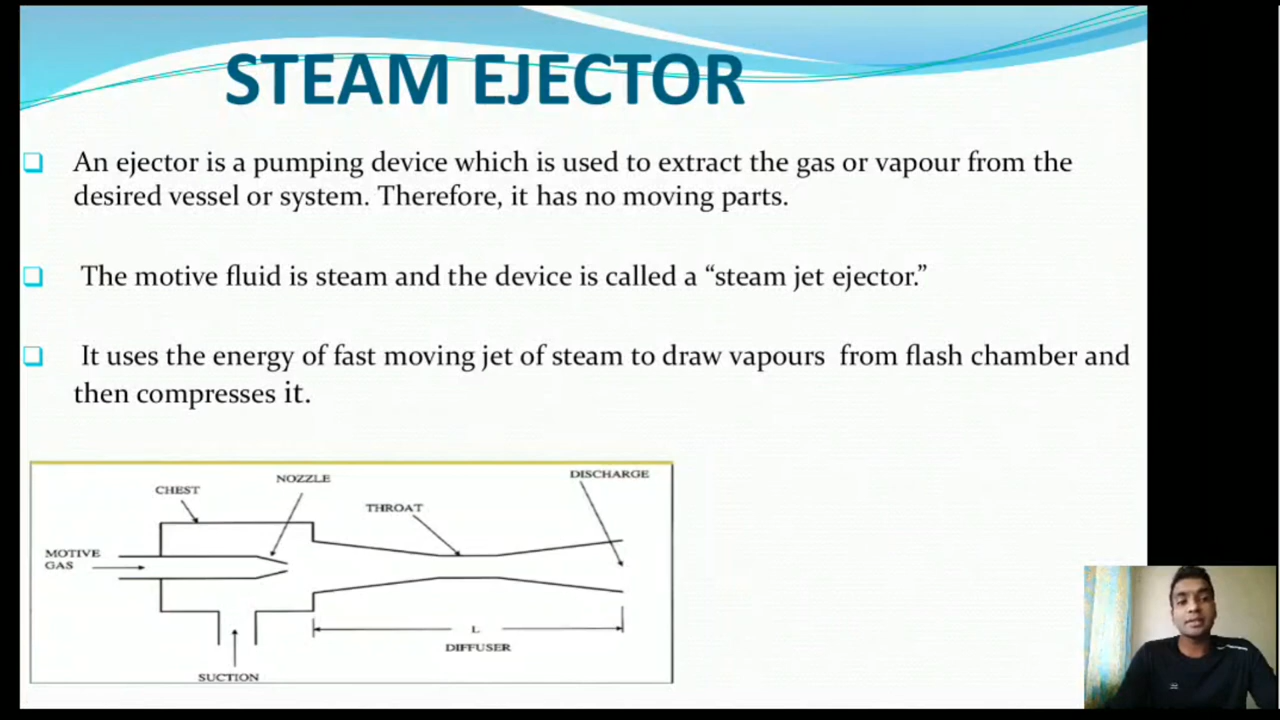 STEAM EJECTOR
An ejector is a pumping device which is used to extract the gas or vapour from the
desired vessel or system. Therefore, it has no moving parts.
The motive fluid is steam and the device is called a “steam jet ejector.”
It uses the energy of fast moving jet of steam to draw vapours from flash chamber and
then compresses it.
CHEST
NOZZLE
THROAT
DISCHARGE
MOTIVE
GAS
L
DIFFUSER
SUCTION